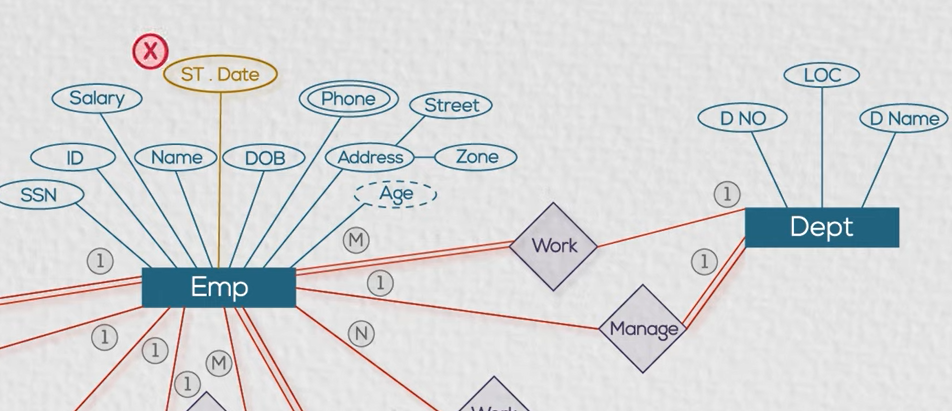 X
ST . Date
LOC
Salary
Phone
Street
D NO
D Name
ID
Name
DOB
Address
Zone
SSN
Age
1
Dept
M
Work
1
Emp
1
1
Manage
1
1
M
N
1
Work